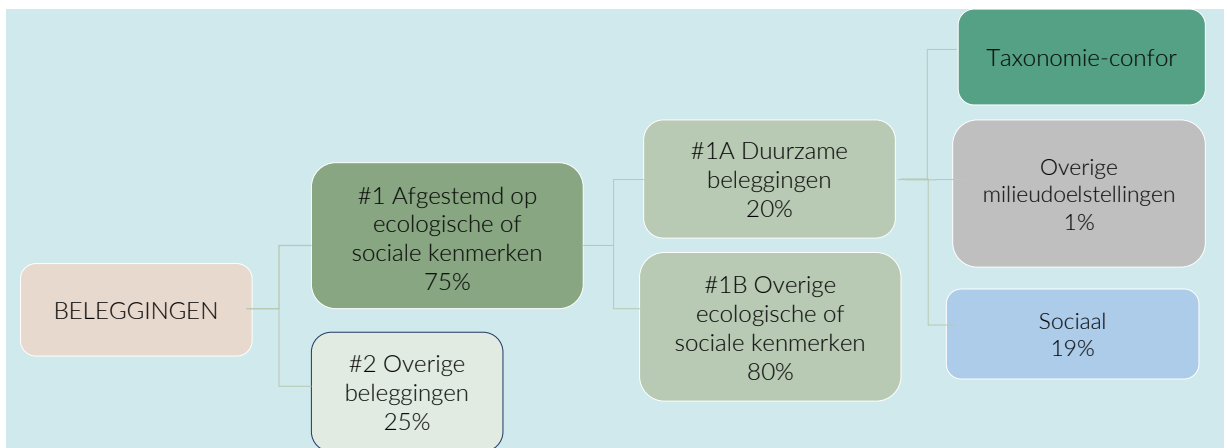 BELEGGINGEN
#1 Afgestemd op
ecologische of
sociale kenmerken
75%
#2 Overige
beleggingen
25%
#1A Duurzame
beleggingen
20%
#1B Overige
ecologische of
sociale kenmerken
80%
Taxonomie-confor
Overige
milieudoelstellingen
1%
Sociaal
19%